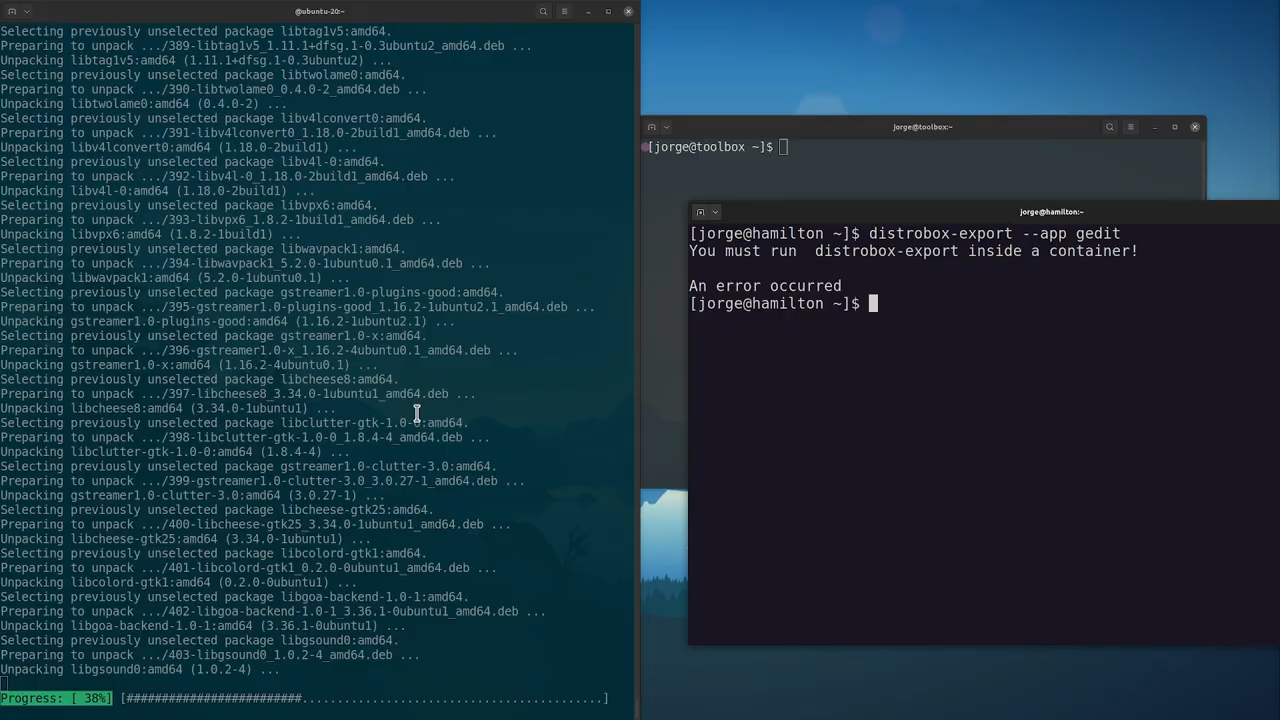 @ubuntu-20:~
Selecting previously unselected package libtag1v5:amd64.
Preparing to unpack .../389-libtag1v5_1.11.1+dfsg.1-0.3ubuntu2_amd64.deb ...
Unpacking libtag1v5:amd64 (1.11.1+dfsg.1-0.3ubuntu2) ...
Selecting previously unselected package libtwolame0:amd64.
Preparing to unpack .../390-libtwolame0_0.4.0-2_amd64.deb ...
Unpacking libtwolame0:amd64 (0.4.0-2) ...
Selecting previously unselected package libv4lconvert0:amd64.
Preparing to unpack .../391-libv4lconvert0_1.18.0-2build1_amd64.deb ...
Unpacking libv4lconvert0:amd64 (1.18.0-2build1) ...
Selecting previously unselected package libv4l-0:amd64.
Preparing to unpack .../392-libv4l-0_1.18.0-2build1_amd64.deb ...
Unpacking libv4l-0:amd64 (1.18.0-2build1) ...
Selecting previously unselected package libvpx6:amd64.
Preparing to unpack .../393-libvpx6_1.8.2-1build1_amd64.deb ...
Unpacking libvpx6:amd64 (1.8.2-1build1) ...
Selecting previously unselected package libwavpack1:amd64.
Preparing to unpack .../394-libwavpack1_5.2.0-1ubuntu0.1_amd64.deb ...
Unpacking libwavpack1:amd64 (5.2.0-1ubuntu0.1) ...
Selecting previously unselected package gstreamer1.0-plugins-good:amd64.
Preparing to unpack .../395-gstreamer1.0-plugins-good_1.16.2-1ubuntu2.1_amd64.deb ...
Unpacking gstreamer1.0-plugins-good:amd64 (1.16.2-1ubuntu2.1) ...
Selecting previously unselected package gstreamer1.0-x:amd64.
Preparing to unpack .../396-gstreamer1.0-x_1.16.2-4ubuntu0.1_amd64.deb ...
Unpacking gstreamer1.0-x:amd64 (1.16.2-4ubuntu0.1) ...
Selecting previously unselected package libcheese8:amd64.
Preparing to unpack .../397-libcheese8_3.34.0-1ubuntu1_amd64.deb ...
Unpacking libcheese8:amd64 (3.34.0-1ubuntu1) ...
Selecting previously unselected package libclutter-gtk-1.0-0:amd64.
Preparing to unpack .../398-libclutter-gtk-1.0-0_1.8.4-4_amd64.deb ...
Unpacking libclutter-gtk-1.0-0:amd64 (1.8.4-4) ...
Selecting previously unselected package gstreamer1.0-clutter-3.0:amd64.
Preparing to unpack .../399-gstreamer1.0-clutter-3.0_3.0.27-1_amd64.deb ...
Unpacking gstreamer1.0-clutter-3.0:amd64 (3.0.27-1) ...
Selecting previously unselected package libcheese-gtk25:amd64.
Preparing to unpack .../400-libcheese-gtk25_3.34.0-1ubuntu1_amd64.deb ...
Unpacking libcheese-gtk25:amd64 (3.34.0-1ubuntu1) ...
Selecting previously unselected package libcolord-gtk1:amd64.
Preparing to unpack .../401-libcolord-gtk1_0.2.0-0ubuntu1_amd64.deb ...
Unpacking libcolord-gtk1:amd64 (0.2.0-0ubuntu1) ...
Selecting previously unselected package libgoa-backend-1.0-1:amd64.
Preparing to unpack .../402-libgoa-backend-1.0-1_3.36.1-0ubuntu1_amd64.deb ...
Unpacking libgoa-backend-1.0-1:amd64 (3.36.1-0ubuntu1) ...
Selecting previously unselected package libgsound0:amd64.
Preparing to unpack .../403-libgsound0_1.0.2-4_amd64.deb ...
Unpacking libgsound0:amd64 (1.0.2-4) ...
Progress: [ 38%] [#########################...........................................]
jorge@toolbox:~
[jorge@toolbox ~]$
jorge@hamilton:~
[jorge@hamilton ~]$ distrobox-export --app gedit
You must run  distrobox-export inside a container!
An error occurred
[jorge@hamilton ~]$